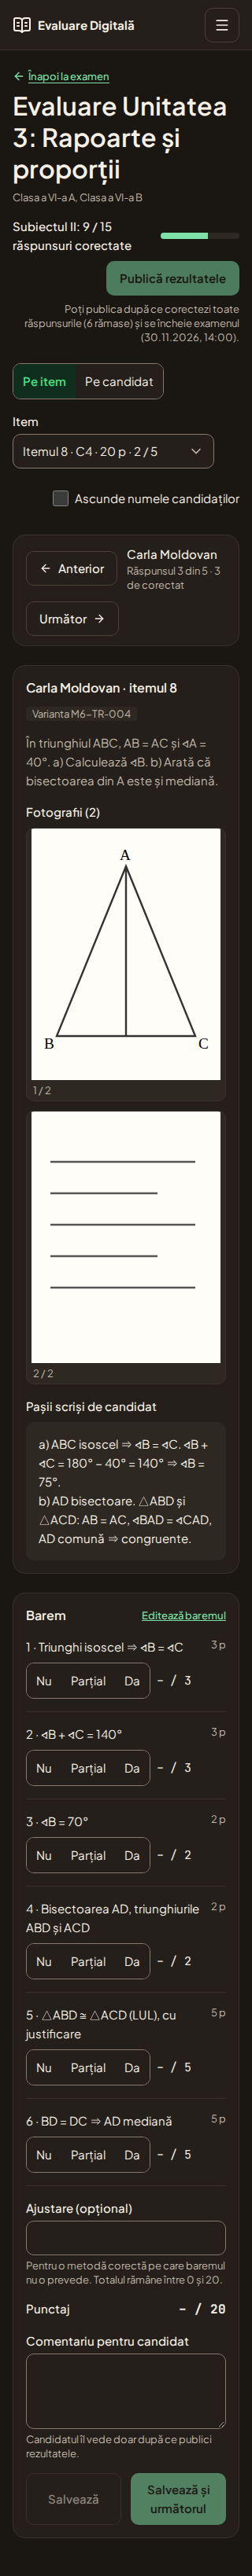 Evaluare Digitală
Înapoi la examen
Evaluare Unitatea
3: Rapoarte și
proporții
Clasa a VI-a A, Clasa a VI-a B
Subiectul II: 9 / 15
răspunsuri corectate
Publică rezultatele
Poți publica după ce corectezi toate
răspunsurile (6 rămase) și se încheie examenul
(30.11.2026, 14:00).
Pe item
Pe candidat
Item
Itemul 8 · C4 · 20 p · 2 / 5
Ascunde numele candidaților
Anterior
Carla Moldovan
Răspunsul 3 din 5 · 3
de corectat
Următor
Carla Moldovan · itemul 8
Varianta M6-TR-004
În triunghiul ABC, AB = AC și ∢A =
40°. a) Calculează ∢B. b) Arată că
bisectoarea din A este și mediană.
Fotografii (2)
A
B
C
1 / 2
2 / 2
Pașii scriși de candidat
a) ABC isoscel ⇒ ∢B = ∢C. ∢B +
∢C = 180° − 40° = 140° ⇒ ∢B =
75°.
b) AD bisectoare. △ABD și
△ACD: AB = AC, ∢BAD = ∢CAD,
AD comună ⇒ congruente.
Barem
Editează baremul
1 · Triunghi isoscel ⇒ ∢B = ∢C
3 p
Nu
Parțial
Da
– / 3
2 · ∢B + ∢C = 140°
3 p
Nu
Parțial
Da
– / 3
3 · ∢B = 70°
2 p
Nu
Parțial
Da
– / 2
4 · Bisectoarea AD, triunghiurile
ABD și ACD
2 p
Nu
Parțial
Da
– / 2
5 · △ABD ≅ △ACD (LUL), cu
justificare
5 p
Nu
Parțial
Da
– / 5
6 · BD = DC ⇒ AD mediană
5 p
Nu
Parțial
Da
– / 5
Ajustare (opțional)
Pentru o metodă corectă pe care baremul
nu o prevede. Totalul rămâne între 0 și 20.
Punctaj
– / 20
Comentariu pentru candidat
Candidatul îl vede doar după ce publici
rezultatele.
Salvează
Salvează și
următorul